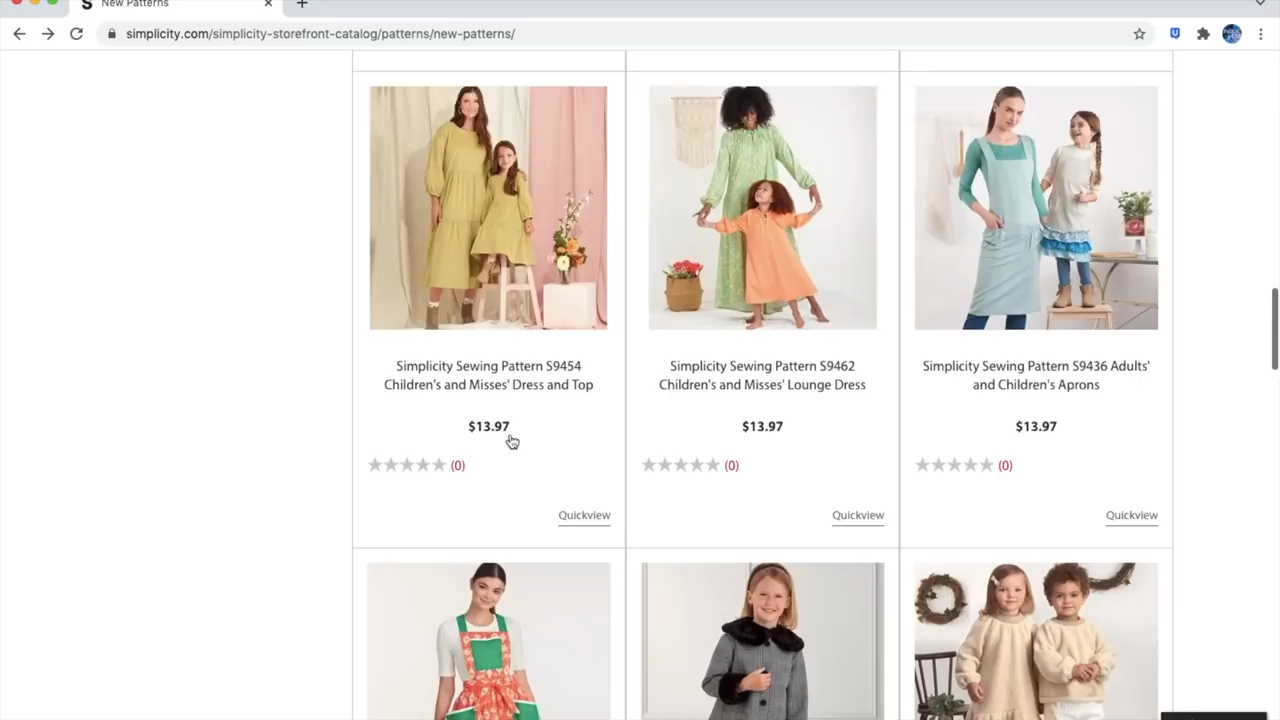 New Patterns
simplicity.com/simplicity-storefront-catalog/patterns/new-patterns/
Simplicity Sewing Pattern S9454
Children's and Misses' Dress and Top
$13.97
(0)
Quickview
Simplicity Sewing Pattern S9462
Children's and Misses' Lounge Dress
$13.97
(0)
Quickview
Simplicity Sewing Pattern S9436 Adults'
and Children's Aprons
$13.97
(0)
Quickview